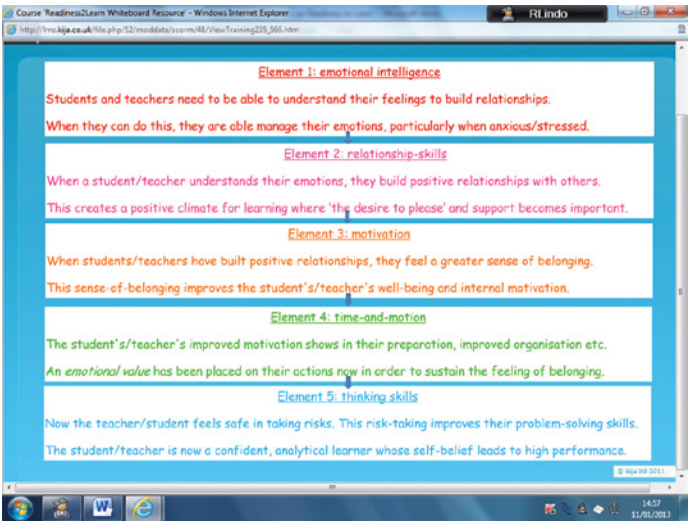 Course 'Readiness2Learn Whiteboard Resource' - Windows Internet Explorer
RLindo
http://lms.kija.co.uk/file.php/52/moddata/scorm/48/ViewTraining235_566.htm
Element 1: emotional intelligence
Students and teachers need to be able to understand their feelings to build relationships.
When they can do this, they are able manage their emotions, particularly when anxious/stressed.
Element 2: relationship-skills
When a student/teacher understands their emotions, they build positive relationships with others.
This creates a positive climate for learning where 'the desire to please' and support becomes important.
Element 3: motivation
When students/teachers have built positive relationships, they feel a greater sense of belonging.
This sense-of-belonging improves the student's/teacher's well-being and internal motivation.
Element 4: time-and-motion
The student's/teacher's improved motivation shows in their preparation, improved organisation etc.
An emotional value has been placed on their actions now in order to sustain the feeling of belonging.
Element 5: thinking skills
Now the teacher/student feels safe in taking risks. This risk-taking improves their problem-solving skills.
The student/teacher is now a confident, analytical learner whose self-belief leads to high performance.
2011
14:57
11/01/2013